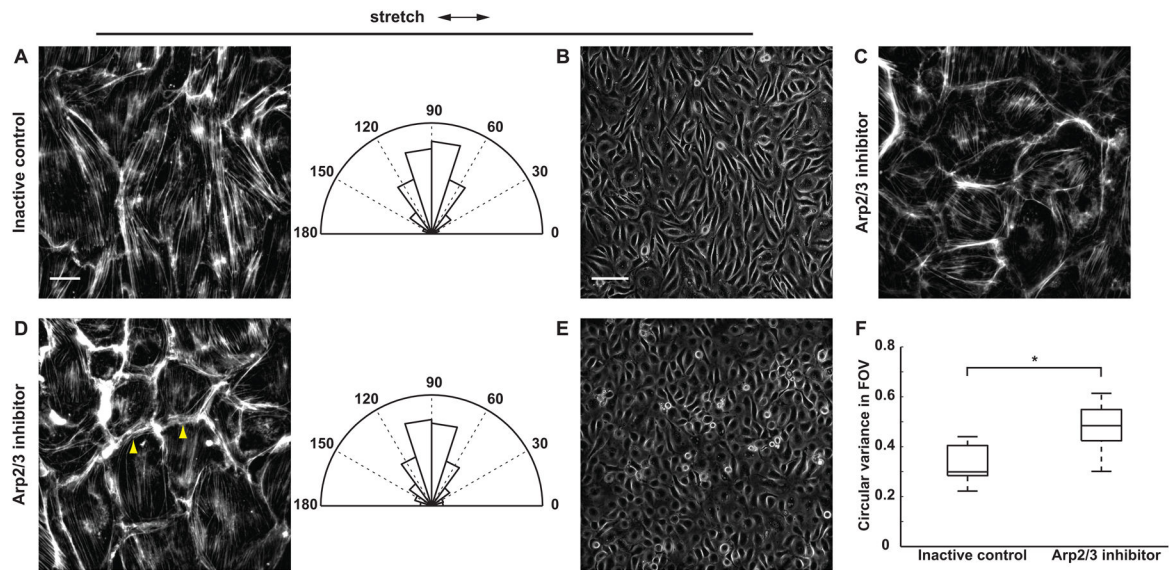 stretch
A
Inactive control
90
120
60
150
30
180
0
B
C
Arp2/3 inhibitor
D
Arp2/3 inhibitor
90
120
60
150
30
180
0
E
F
0.8
*
0.6
0.4
0.2
0
Circular variance in FOV
Inactive control
Arp2/3 inhibitor